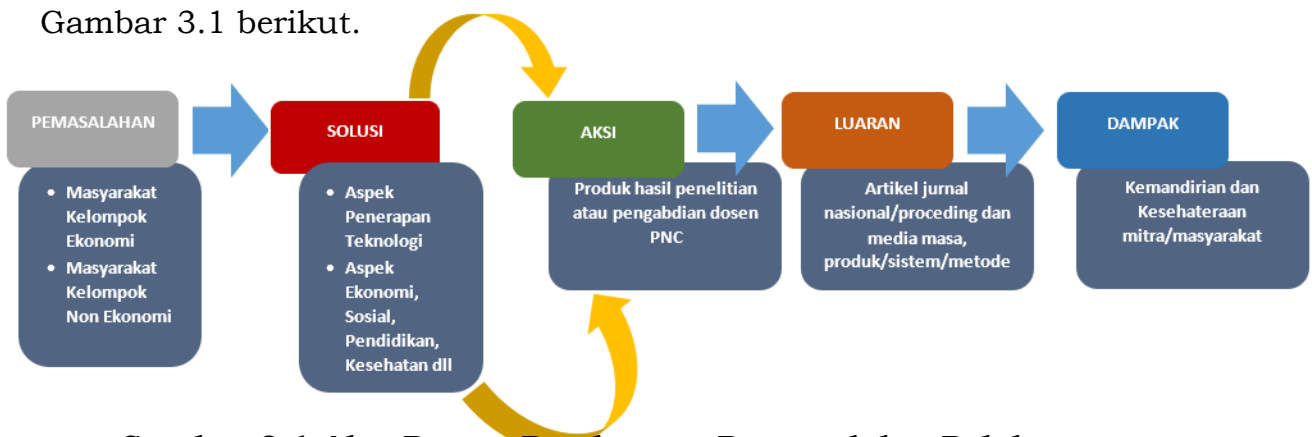 Gambar 3.1 berikut.
PEMASALAHAN
• Masyarakat
Kelompok
Ekonomi
• Masyarakat
Kelompok
Non Ekonomi
SOLUSI
• Aspek
Penerapan
Teknologi
• Aspek
Ekonomi,
Sosial,
Pendidikan,
Kesehatan dll
AKSI
Produk hasil penelitian
atau pengabdian dosen
PNC
LUARAN
Artikel jurnal
nasional/proceding dan
media masa,
produk/sistem/metode
DAMPAK
Kemandirian dan
Kesehateraan
mitra/masyarakat